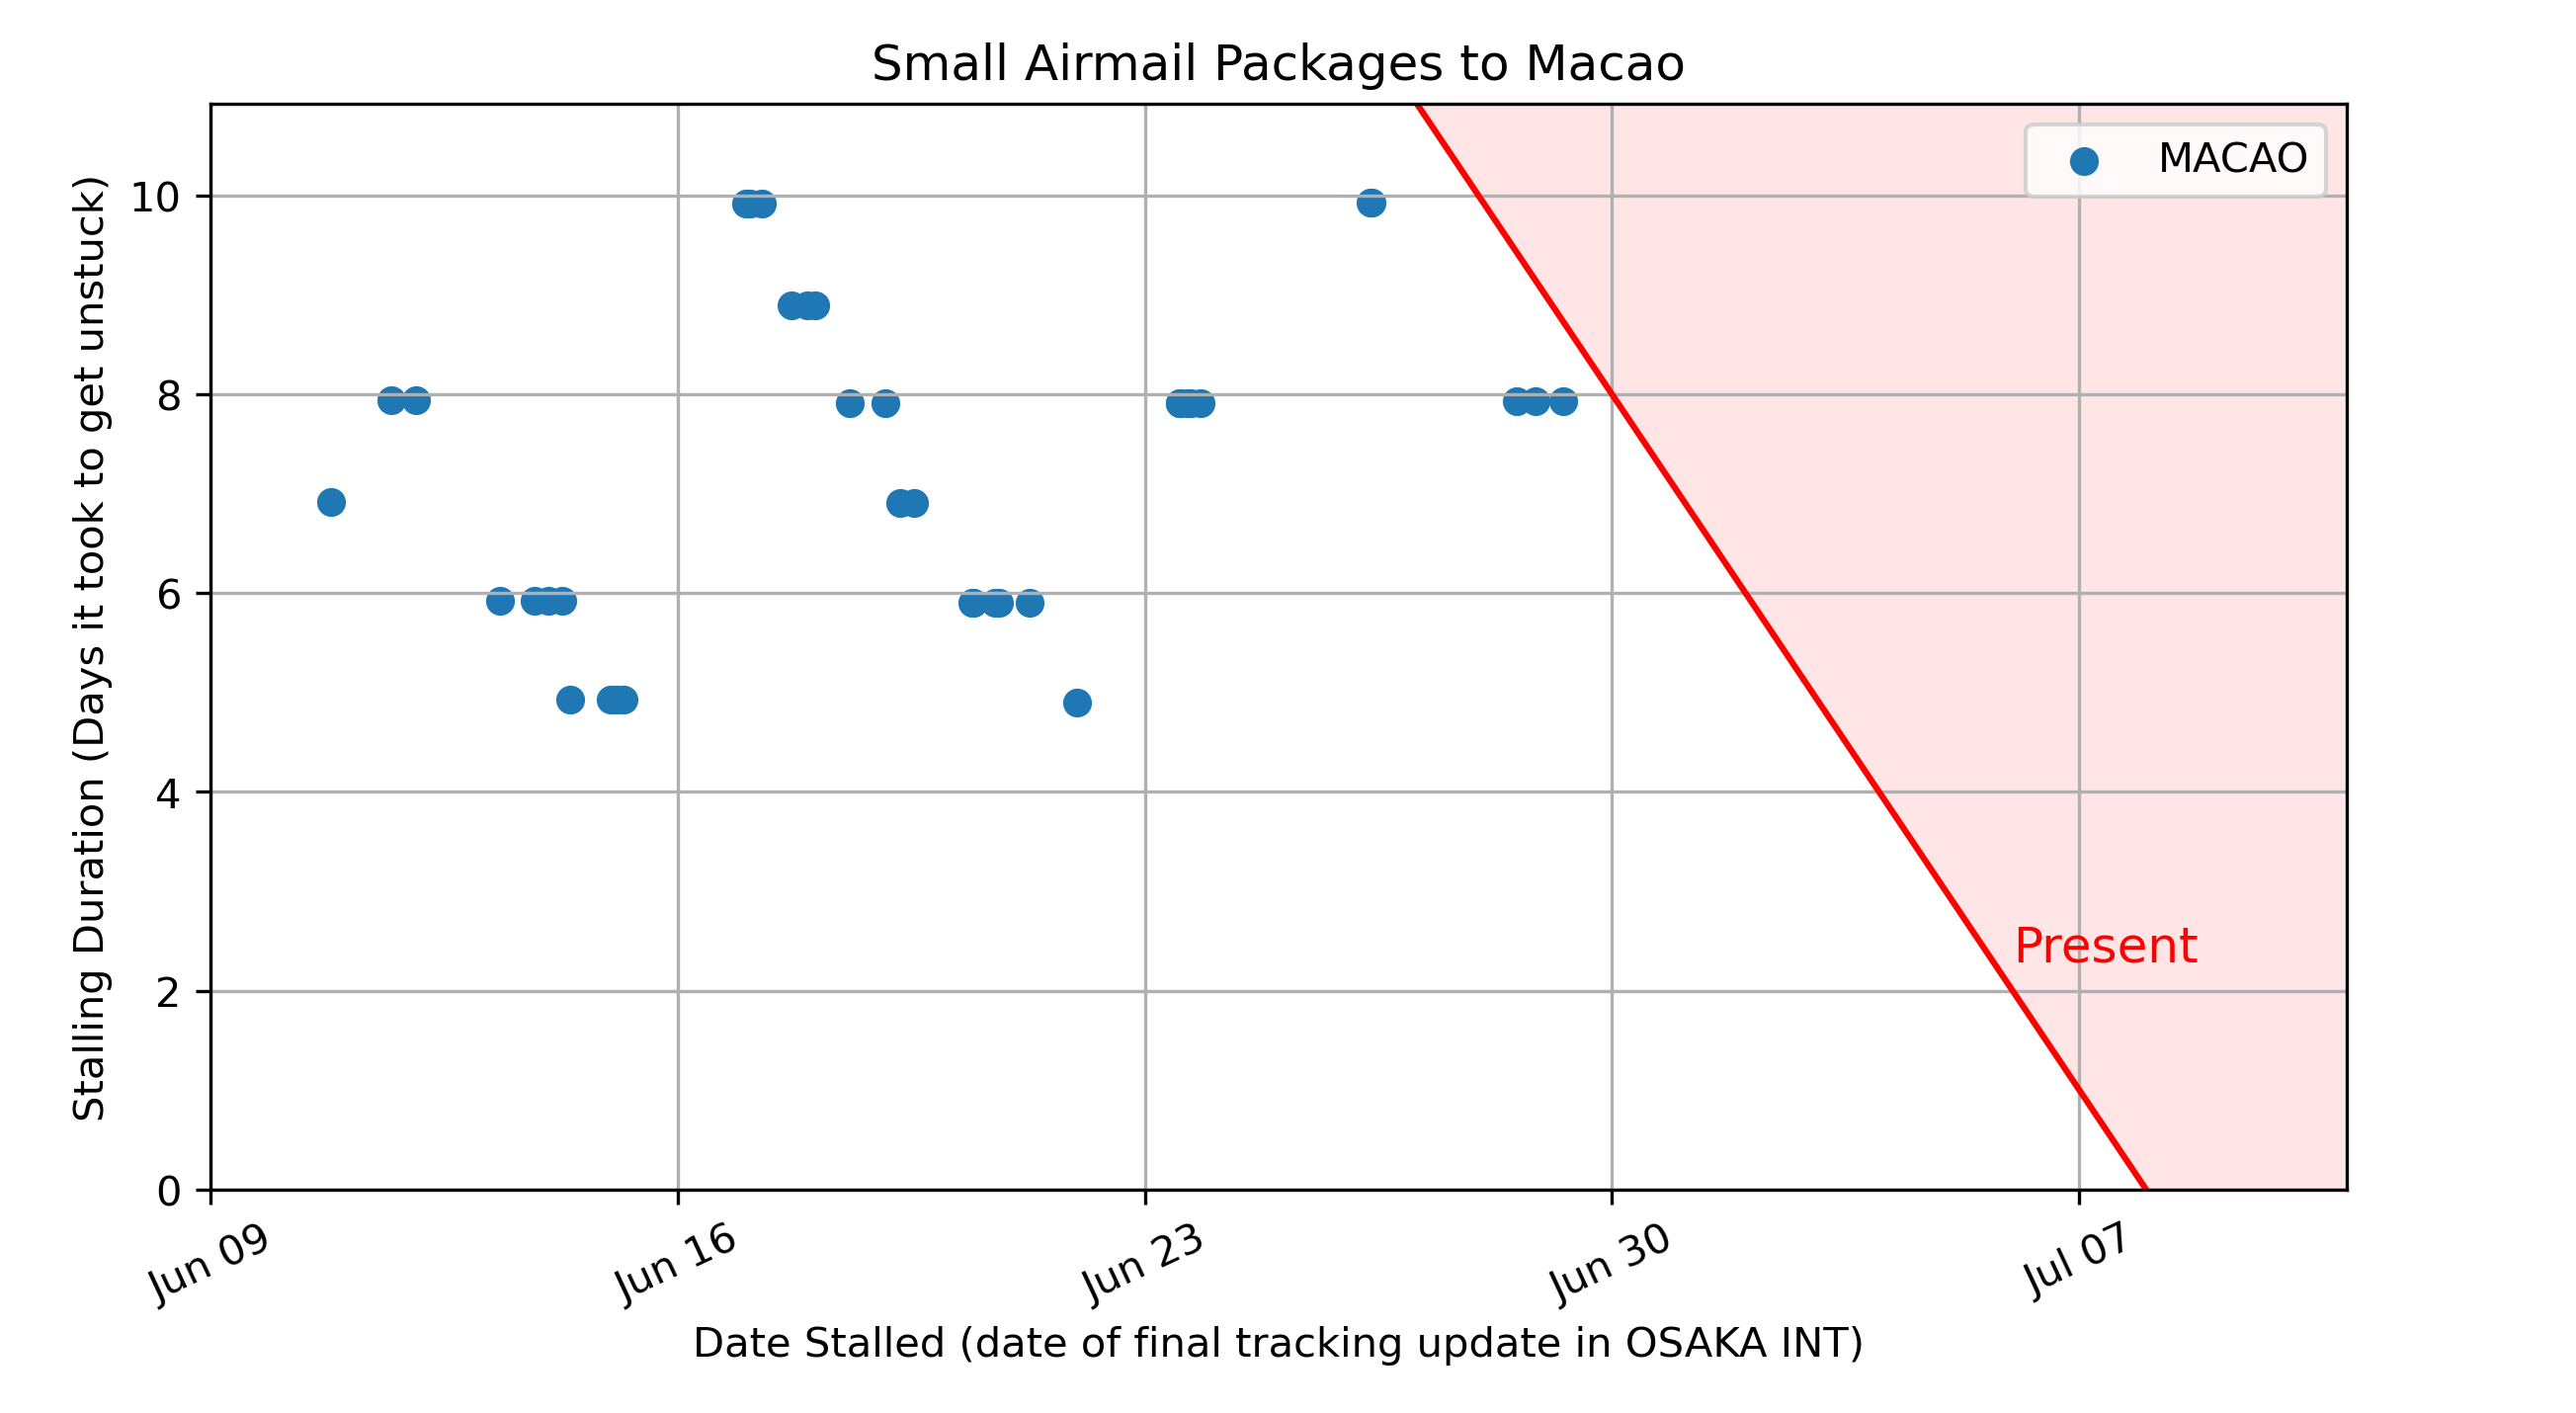 Small Airmail Packages to Macao
MACAO
Stalling Duration (Days it took to get unstuck)
10
8
6
4
2
0
Present
Jun 09
Jun 16
Jun 23
Jun 30
Jul 07
Date Stalled (date of final tracking update in OSAKA INT)